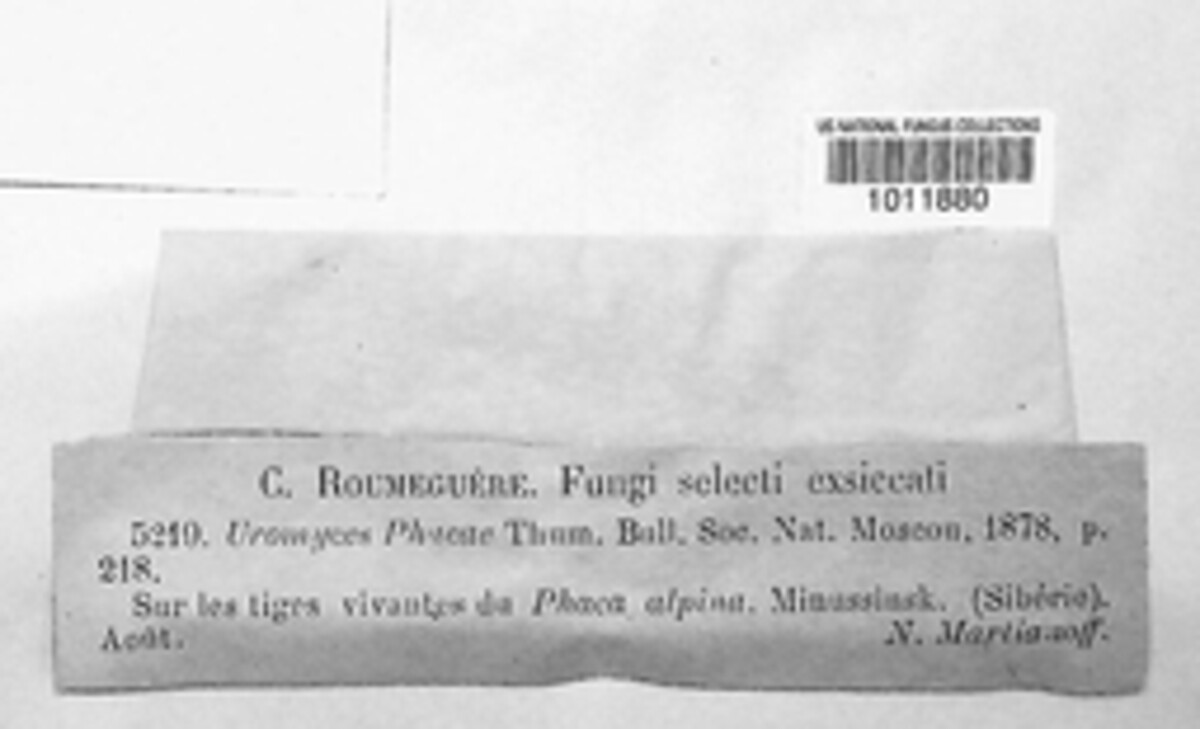 US NATIONAL FUNGUS COLLECTIONS
1011880
C. ROUMEGUÈRE. Fungi selecti exsiccati
5210. Uromyces Phacae Thum. Bull. Soc. Nat. Moscou, 1878, p.
218.
Sur les tiges vivantes du Phaca alpina. Minussinsk. (Sibérie).
Août.
N. Martianoff.